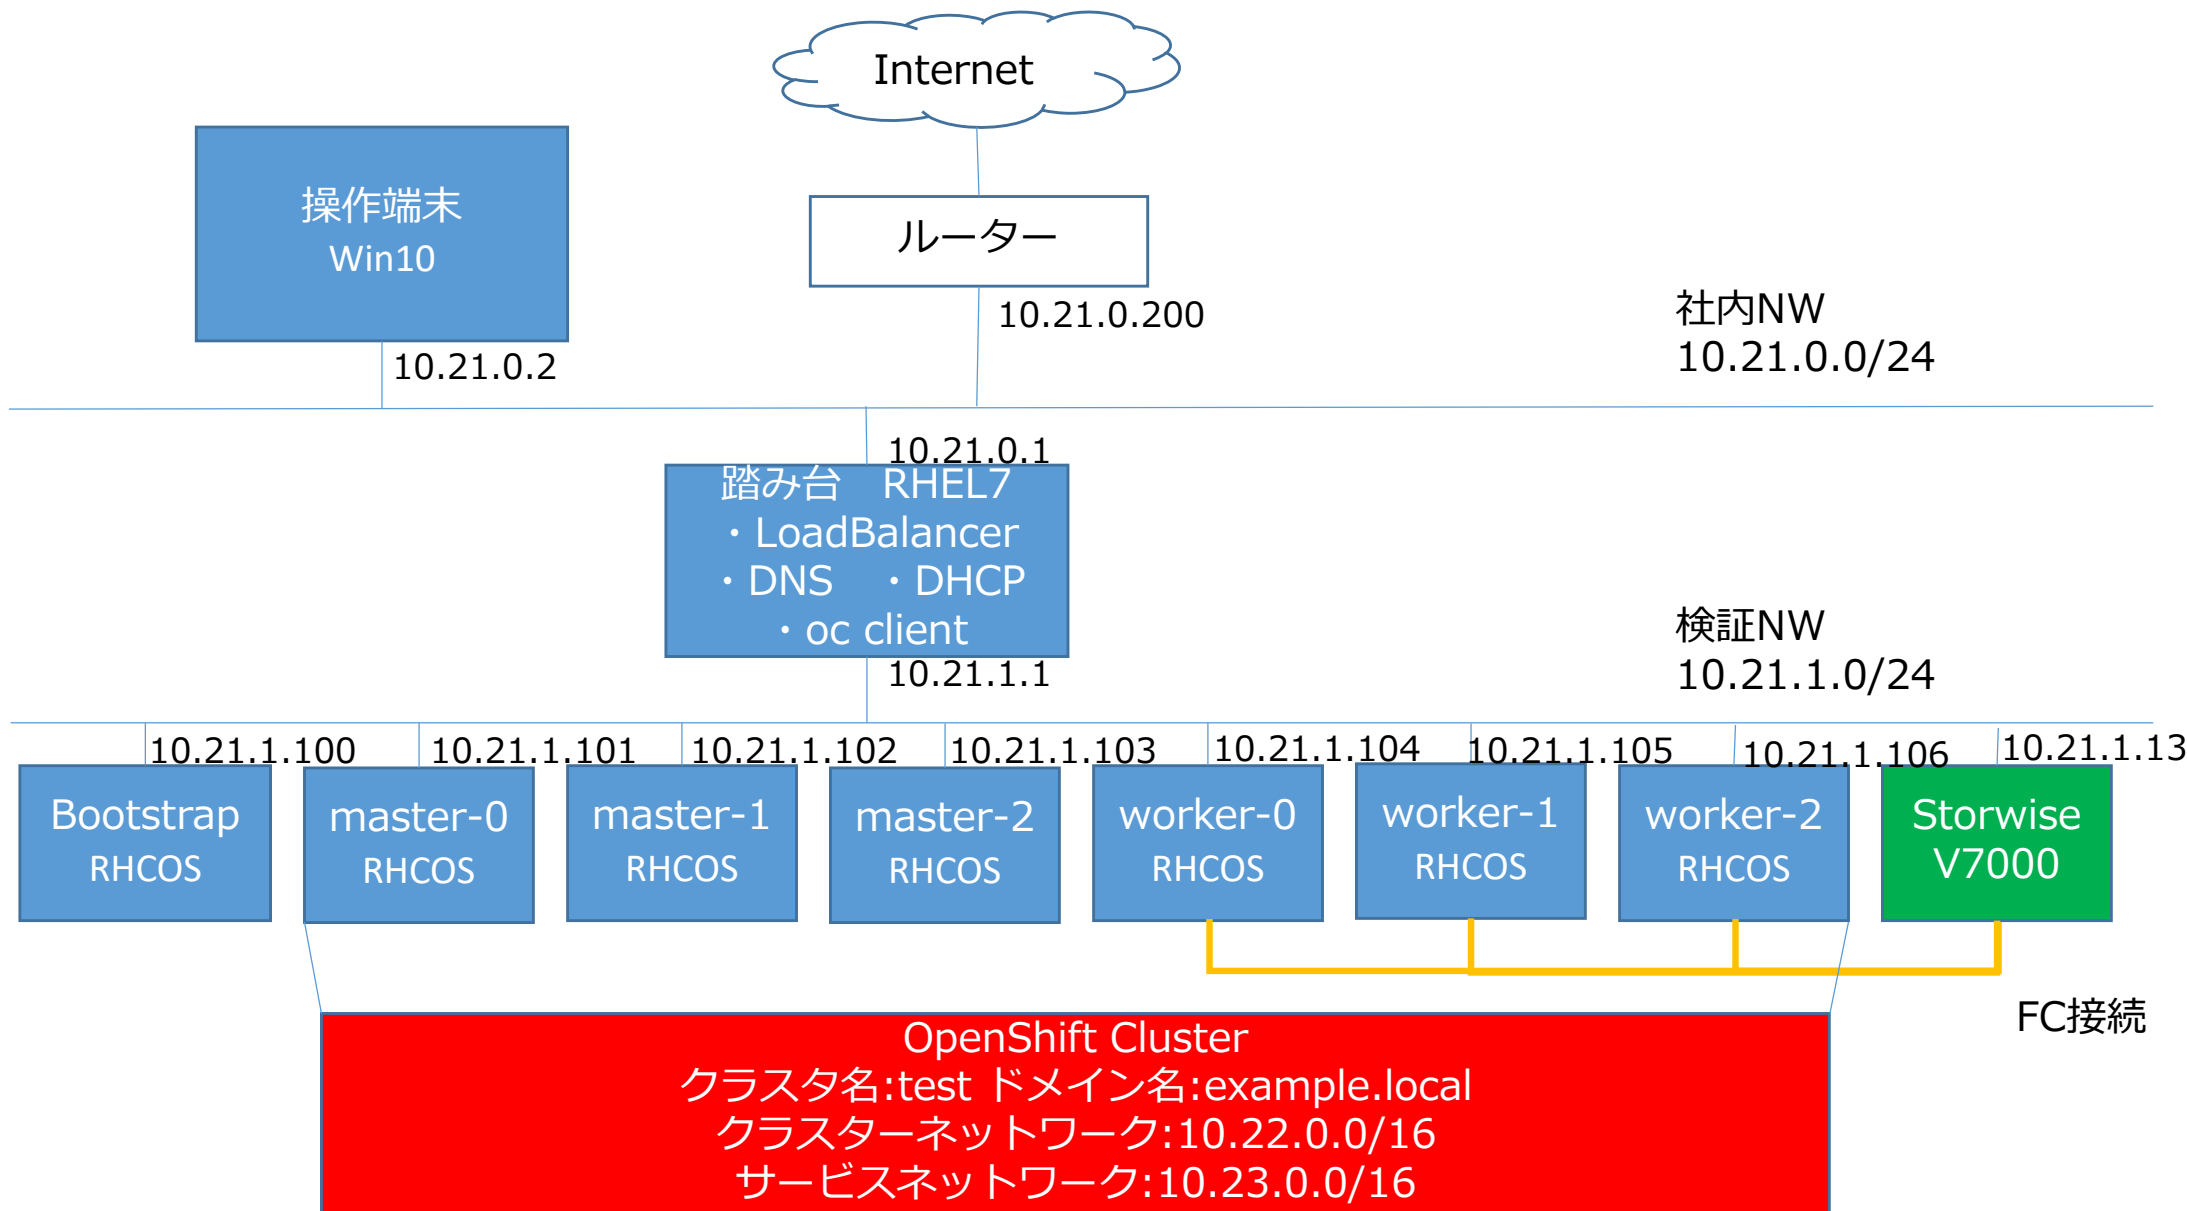 Internet
操作端末
Win10
ルーター
10.21.0.200
社内NW
10.21.0.0/24
10.21.0.2
10.21.0.1
踏み台　RHEL7
・LoadBalancer
・DNS　・DHCP
・oc client
10.21.1.1
検証NW
10.21.1.0/24
10.21.1.100
10.21.1.101
10.21.1.102
10.21.1.103
10.21.1.104
10.21.1.105
10.21.1.106
10.21.1.13
Bootstrap
RHCOS
master-0
RHCOS
master-1
RHCOS
master-2
RHCOS
worker-0
RHCOS
worker-1
RHCOS
worker-2
RHCOS
Storwise
V7000
FC接続
OpenShift Cluster
クラスタ名:test ドメイン名:example.local
クラスターネットワーク:10.22.0.0/16
サービスネットワーク:10.23.0.0/16